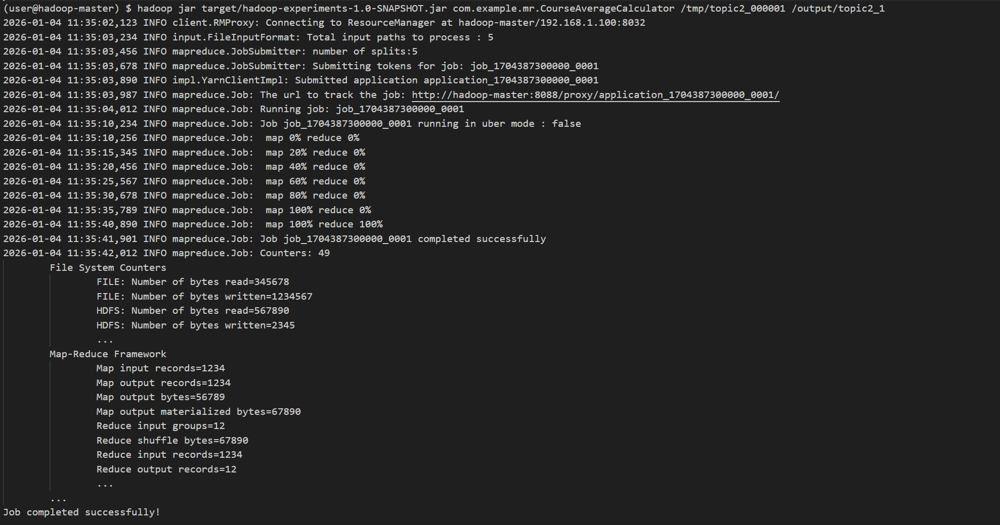 (user@hadoop-master) $ hadoop jar target/hadoop-experiments-1.0-SNAPSHOT.jar com.example.mr.CourseAverageCalculator /tmp/topic2_000001 /output/topic2_1
2026-01-04 11:35:02,123 INFO client.RMProxy: Connecting to ResourceManager at hadoop-master/192.168.1.100:8032
2026-01-04 11:35:03,234 INFO input.FileInputFormat: Total input paths to process : 5
2026-01-04 11:35:03,456 INFO mapreduce.JobSubmitter: number of splits:5
2026-01-04 11:35:03,678 INFO mapreduce.JobSubmitter: Submitting tokens for job: job_1704387300000_0001
2026-01-04 11:35:03,890 INFO impl.YarnClientImpl: Submitted application application_1704387300000_0001
2026-01-04 11:35:03,987 INFO mapreduce.Job: The url to track the job: http://hadoop-master:8088/proxy/application_1704387300000_0001/
2026-01-04 11:35:04,012 INFO mapreduce.Job: Running job: job_1704387300000_0001
2026-01-04 11:35:10,234 INFO mapreduce.Job: Job job_1704387300000_0001 running in uber mode : false
2026-01-04 11:35:10,256 INFO mapreduce.Job:  map 0% reduce 0%
2026-01-04 11:35:15,345 INFO mapreduce.Job:  map 20% reduce 0%
2026-01-04 11:35:20,456 INFO mapreduce.Job:  map 40% reduce 0%
2026-01-04 11:35:25,567 INFO mapreduce.Job:  map 60% reduce 0%
2026-01-04 11:35:30,678 INFO mapreduce.Job:  map 80% reduce 0%
2026-01-04 11:35:35,789 INFO mapreduce.Job:  map 100% reduce 0%
2026-01-04 11:35:40,890 INFO mapreduce.Job:  map 100% reduce 100%
2026-01-04 11:35:41,901 INFO mapreduce.Job: Job job_1704387300000_0001 completed successfully
2026-01-04 11:35:42,012 INFO mapreduce.Job: Counters: 49
        File System Counters
                FILE: Number of bytes read=345678
                FILE: Number of bytes written=1234567
                HDFS: Number of bytes read=567890
                HDFS: Number of bytes written=2345
                ...
        Map-Reduce Framework
                Map input records=1234
                Map output records=1234
                Map output bytes=56789
                Map output materialized bytes=67890
                Reduce input groups=12
                Reduce shuffle bytes=67890
                Reduce input records=1234
                Reduce output records=12
                ...
        ...
Job completed successfully!